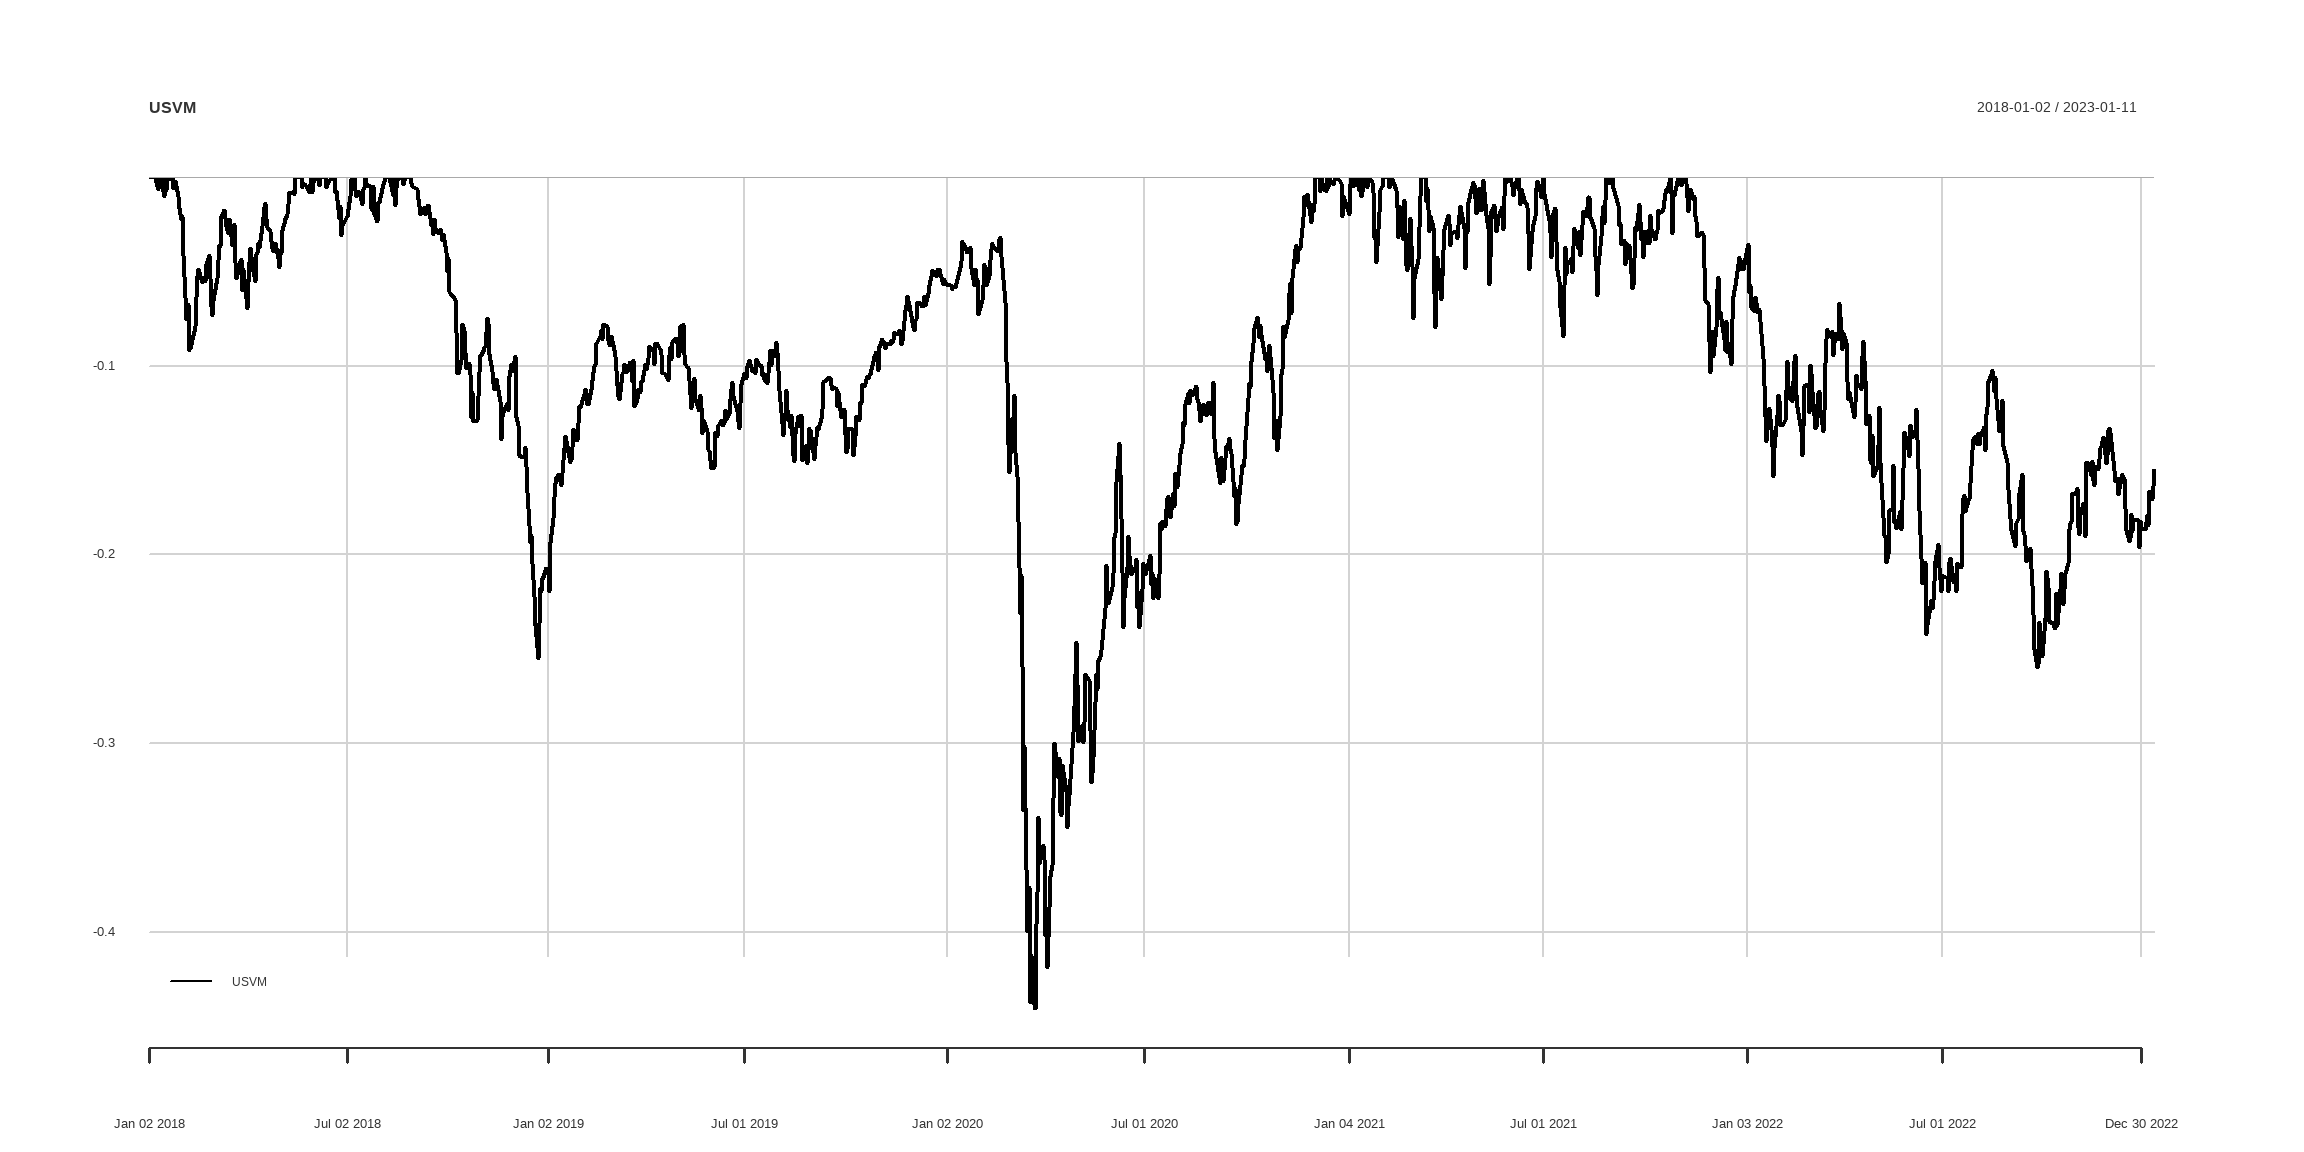 USVM
2018-01-02 / 2023-01-11
-0.1
-0.2
-0.3
-0.4
USVM
Jan 02 2018
Jul 02 2018
Jan 02 2019
Jul 01 2019
Jan 02 2020
Jul 01 2020
Jan 04 2021
Jul 01 2021
Jan 03 2022
Jul 01 2022
Dec 30 2022